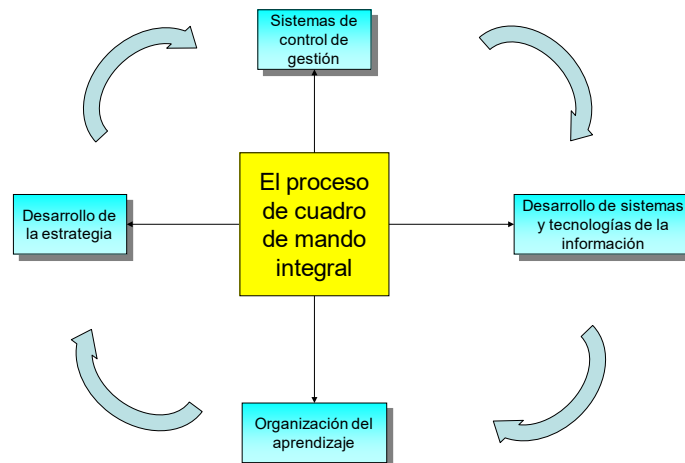 Sistemas de
control de
gestión
El proceso
de cuadro
de mando
integral
Desarrollo de
la estrategia
Desarrollo de sistemas
y tecnologías de la
información
Organización del
aprendizaje